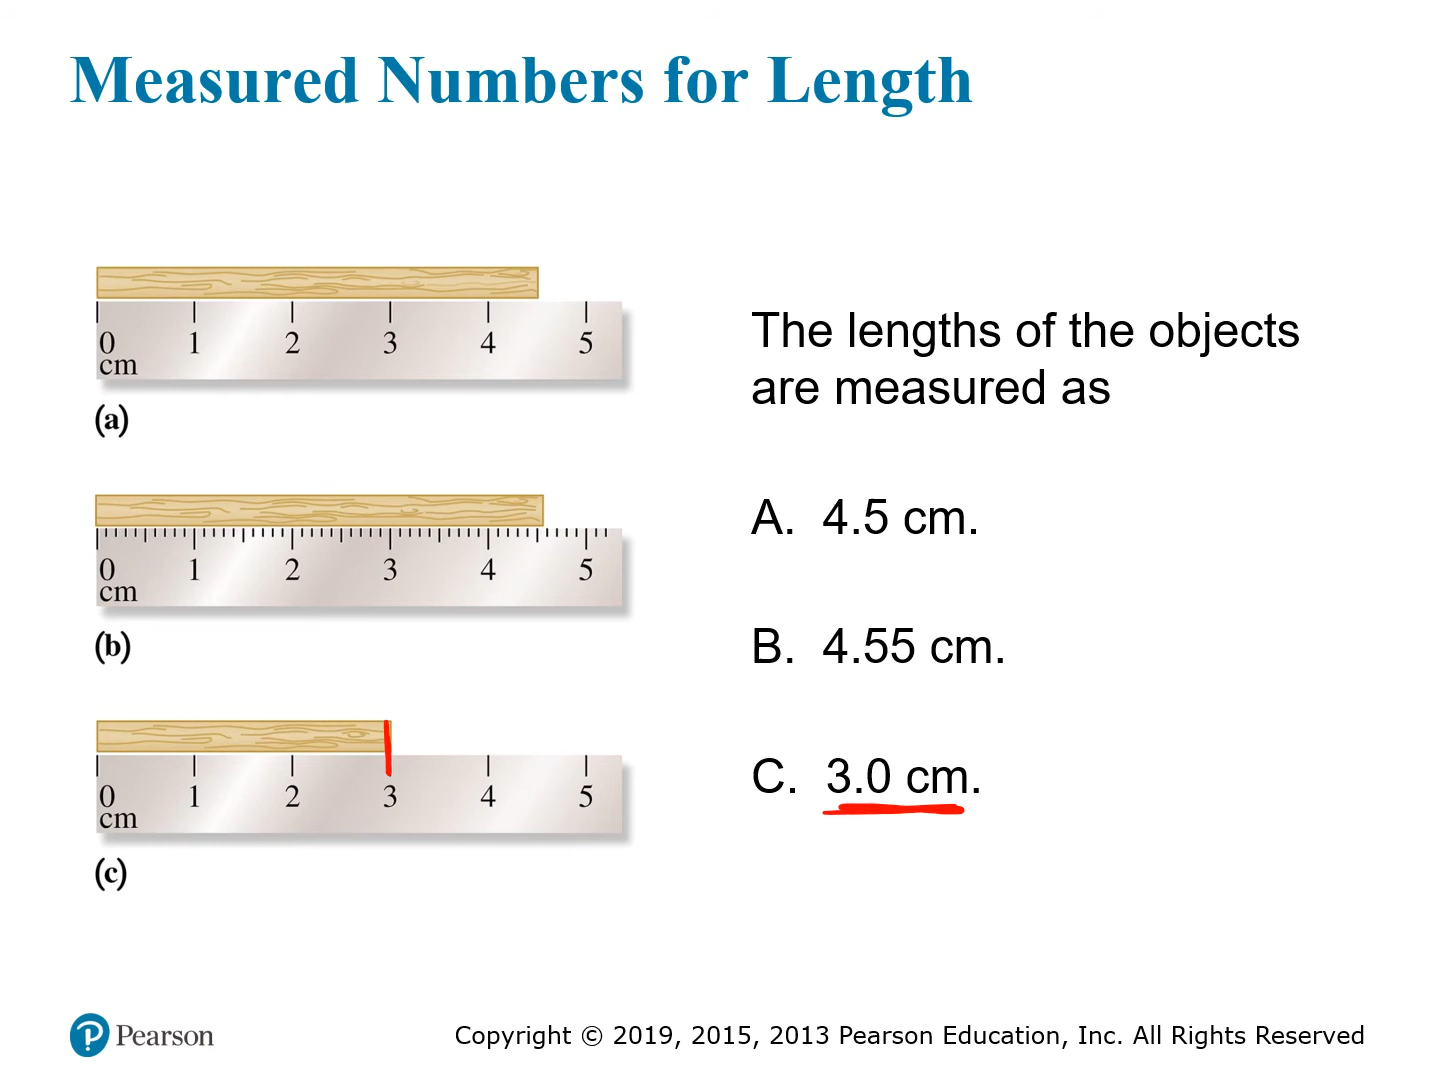 Measured Numbers for Length
0 1 2 3 4 5
cm
(a)
0 1 2 3 4 5
cm
(b)
0 1 2 3 4 5
cm
(c)
The lengths of the objects
are measured as
A. 4.5 cm.
B. 4.55 cm.
C. 3.0 cm.
Pearson
Copyright © 2019, 2015, 2013 Pearson Education, Inc. All Rights Reserved